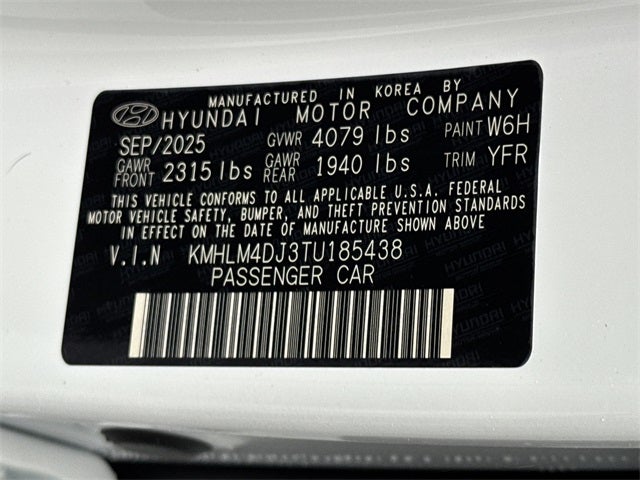 MANUFACTURED IN KOREA BY
HYUNDAI MOTOR COMPANY
SEP/2025 GVWR 4079 lbs PAINT W6H
GAWR FRONT 2315 lbs GAWR REAR 1940 lbs TRIM YFR
THIS VEHICLE CONFORMS TO ALL APPLICABLE U.S.A. FEDERAL
MOTOR VEHICLE SAFETY, BUMPER, AND THEFT PREVENTION STANDARDS
IN EFFECT ON THE DATE OF MANUFACTURE SHOWN ABOVE
V.I.N KMHLM4DJ3TU185438
PASSENGER CAR